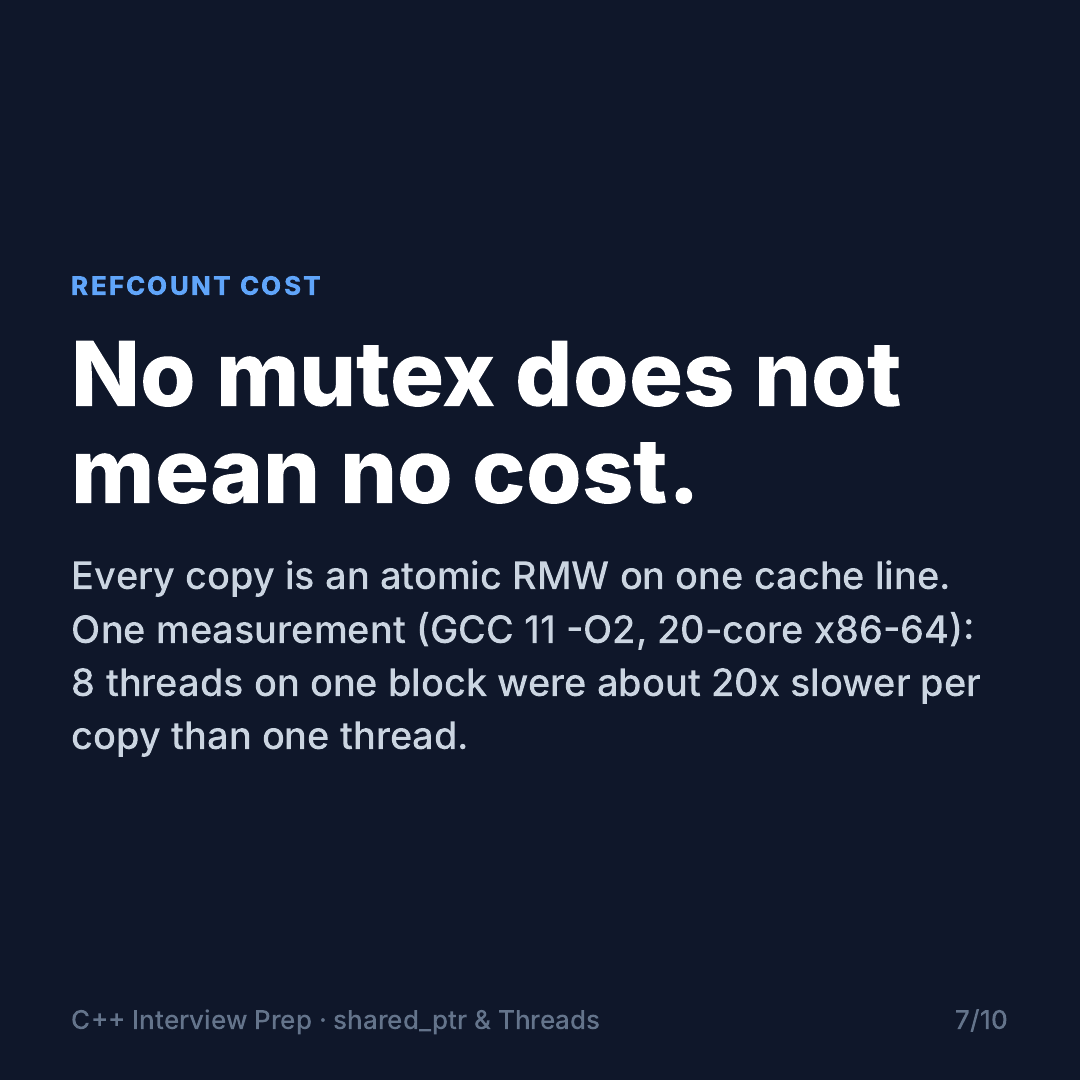 REFCOUNT COST
No mutex does not
mean no cost.
Every copy is an atomic RMW on one cache line.
One measurement (GCC 11 -O2, 20-core x86-64):
8 threads on one block were about 20x slower per
copy than one thread.
C++ Interview Prep · shared_ptr & Threads
7/10